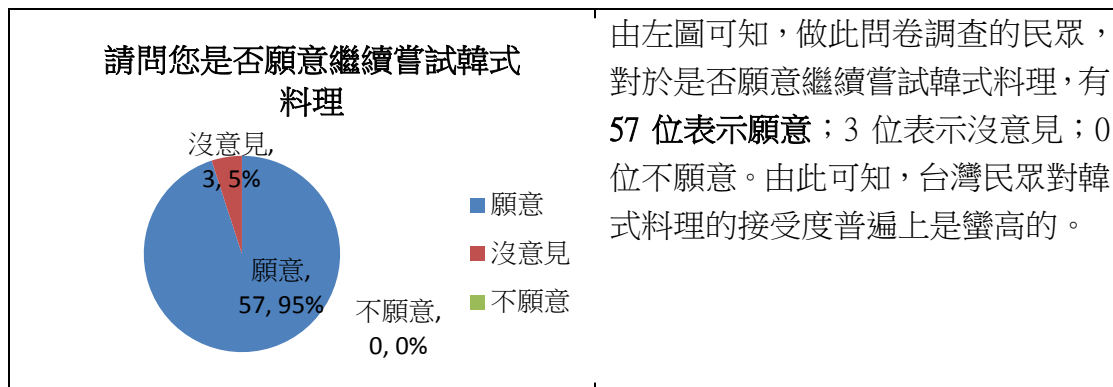 請問您是否願意繼續嘗試韓式
料理
沒意見,
3, 5%
願意,
57, 95%
不願意,
0, 0%
願意
沒意見
不願意
由左圖可知，做此問卷調查的民眾，
對於是否願意繼續嘗試韓式料理，有
57 位表示願意；3 位表示沒意見；0
位不願意。由此可知，台灣民眾對韓
式料理的接受度普遍上是蠻高的。